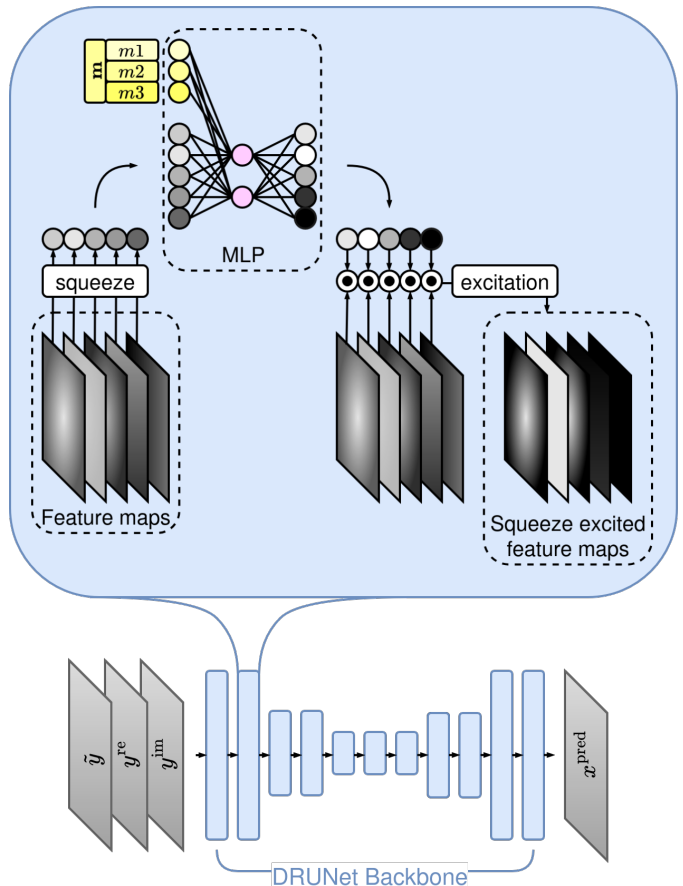 m
m1
m2
m3
MLP
squeeze
excitation
Feature maps
Squeeze excited
feature maps
ỹ
y^re
y^im
x^pred
DRUNet Backbone